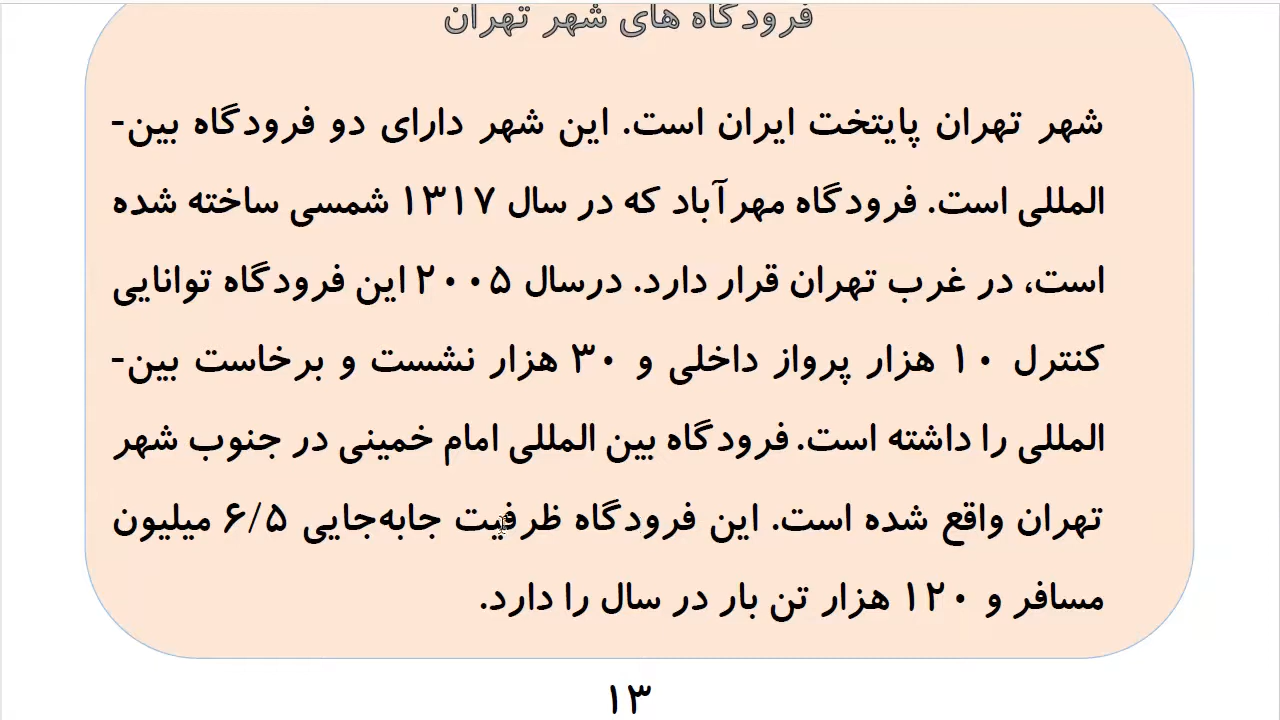 فرودگاه های شهر تهران
شهر تهران پایتخت ایران است. این شهر دارای دو فرودگاه بین-
المللی است. فرودگاه مهرآباد که در سال ۱۳۱۷ شمسی ساخته شده
است، در غرب تهران قرار دارد. درسال ۲۰۰۵ این فرودگاه توانایی
کنترل ۱۰ هزار پرواز داخلی و ۳۰ هزار نشست و برخاست بین-
المللی را داشته است. فرودگاه بین المللی امام خمینی در جنوب شهر
تهران واقع شده است. این فرودگاه ظرفیت جابه‌جایی ۶/۵ میلیون
مسافر و ۱۲۰ هزار تن بار در سال را دارد.
۱۳